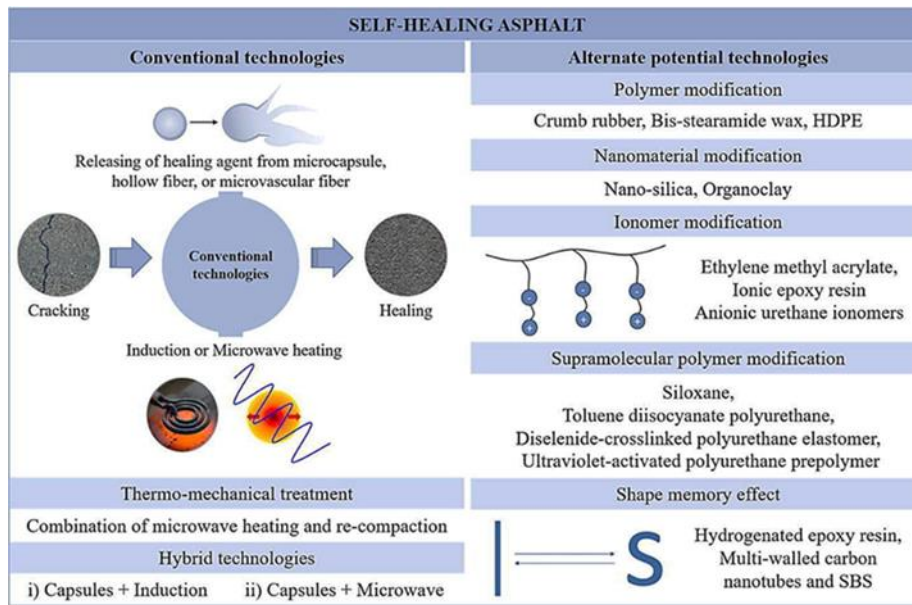 SELF-HEALING ASPHALT
Conventional technologies
Releasing of healing agent from microcapsule,
hollow fiber, or microvascular fiber
Cracking
Conventional
technologies
Healing
Induction or Microwave heating
Thermo-mechanical treatment
Combination of microwave heating and re-compaction
Hybrid technologies
i) Capsules + Induction ii) Capsules + Microwave
Alternate potential technologies
Polymer modification
Crumb rubber, Bis-stearamide wax, HDPE
Nanomaterial modification
Nano-silica, Organoclay
Ionomer modification
- - -
+ + +
Ethylene methyl acrylate,
Ionic epoxy resin
Anionic urethane ionomers
Supramolecular polymer modification
Siloxane,
Toluene diisocyanate polyurethane,
Diselenide-crosslinked polyurethane elastomer,
Ultraviolet-activated polyurethane prepolymer
Shape memory effect
I S
Hydrogenated epoxy resin,
Multi-walled carbon
nanotubes and SBS